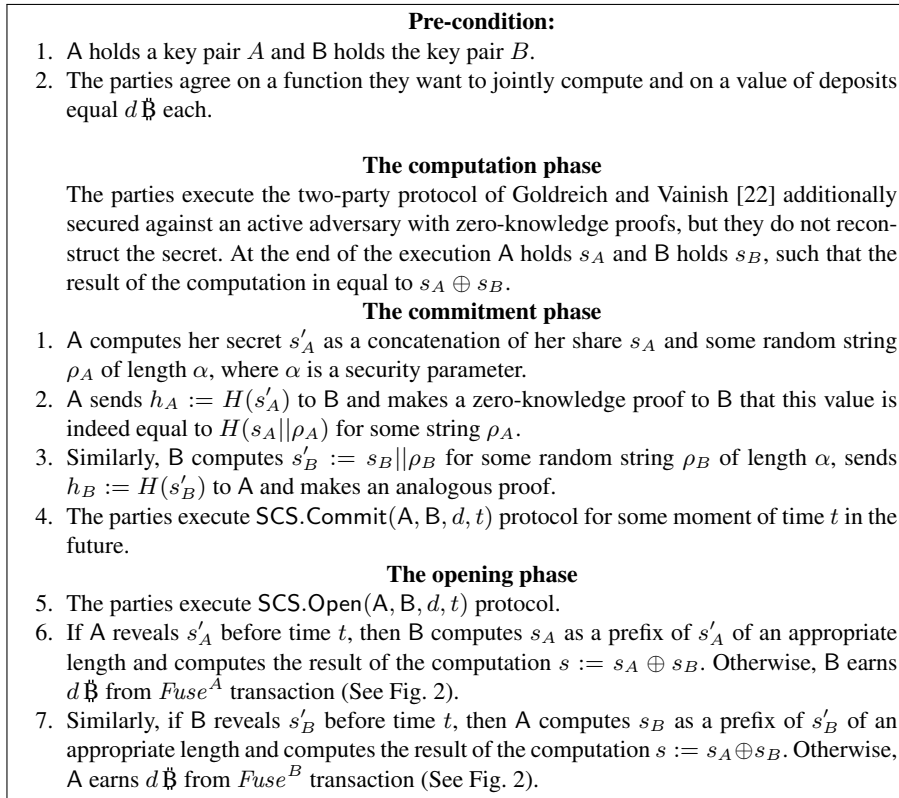 Pre-condition:
1. A holds a key pair A and B holds the key pair B.
2. The parties agree on a function they want to jointly compute and on a value of deposits
equal d ₿ each.
The computation phase
The parties execute the two-party protocol of Goldreich and Vainish [22] additionally
secured against an active adversary with zero-knowledge proofs, but they do not recon-
struct the secret. At the end of the execution A holds s_A and B holds s_B, such that the
result of the computation in equal to s_A ⊕ s_B.
The commitment phase
1. A computes her secret s'_A as a concatenation of her share s_A and some random string
ρ_A of length α, where α is a security parameter.
2. A sends h_A := H(s'_A) to B and makes a zero-knowledge proof to B that this value is
indeed equal to H(s_A||ρ_A) for some string ρ_A.
3. Similarly, B computes s'_B := s_B||ρ_B for some random string ρ_B of length α, sends
h_B := H(s'_B) to A and makes an analogous proof.
4. The parties execute SCS.Commit(A, B, d, t) protocol for some moment of time t in the
future.
The opening phase
5. The parties execute SCS.Open(A, B, d, t) protocol.
6. If A reveals s'_A before time t, then B computes s_A as a prefix of s'_A of an appropriate
length and computes the result of the computation s := s_A ⊕ s_B. Otherwise, B earns
d ₿ from Fuse^A transaction (See Fig. 2).
7. Similarly, if B reveals s'_B before time t, then A computes s_B as a prefix of s'_B of an
appropriate length and computes the result of the computation s := s_A⊕s_B. Otherwise,
A earns d ₿ from Fuse^B transaction (See Fig. 2).